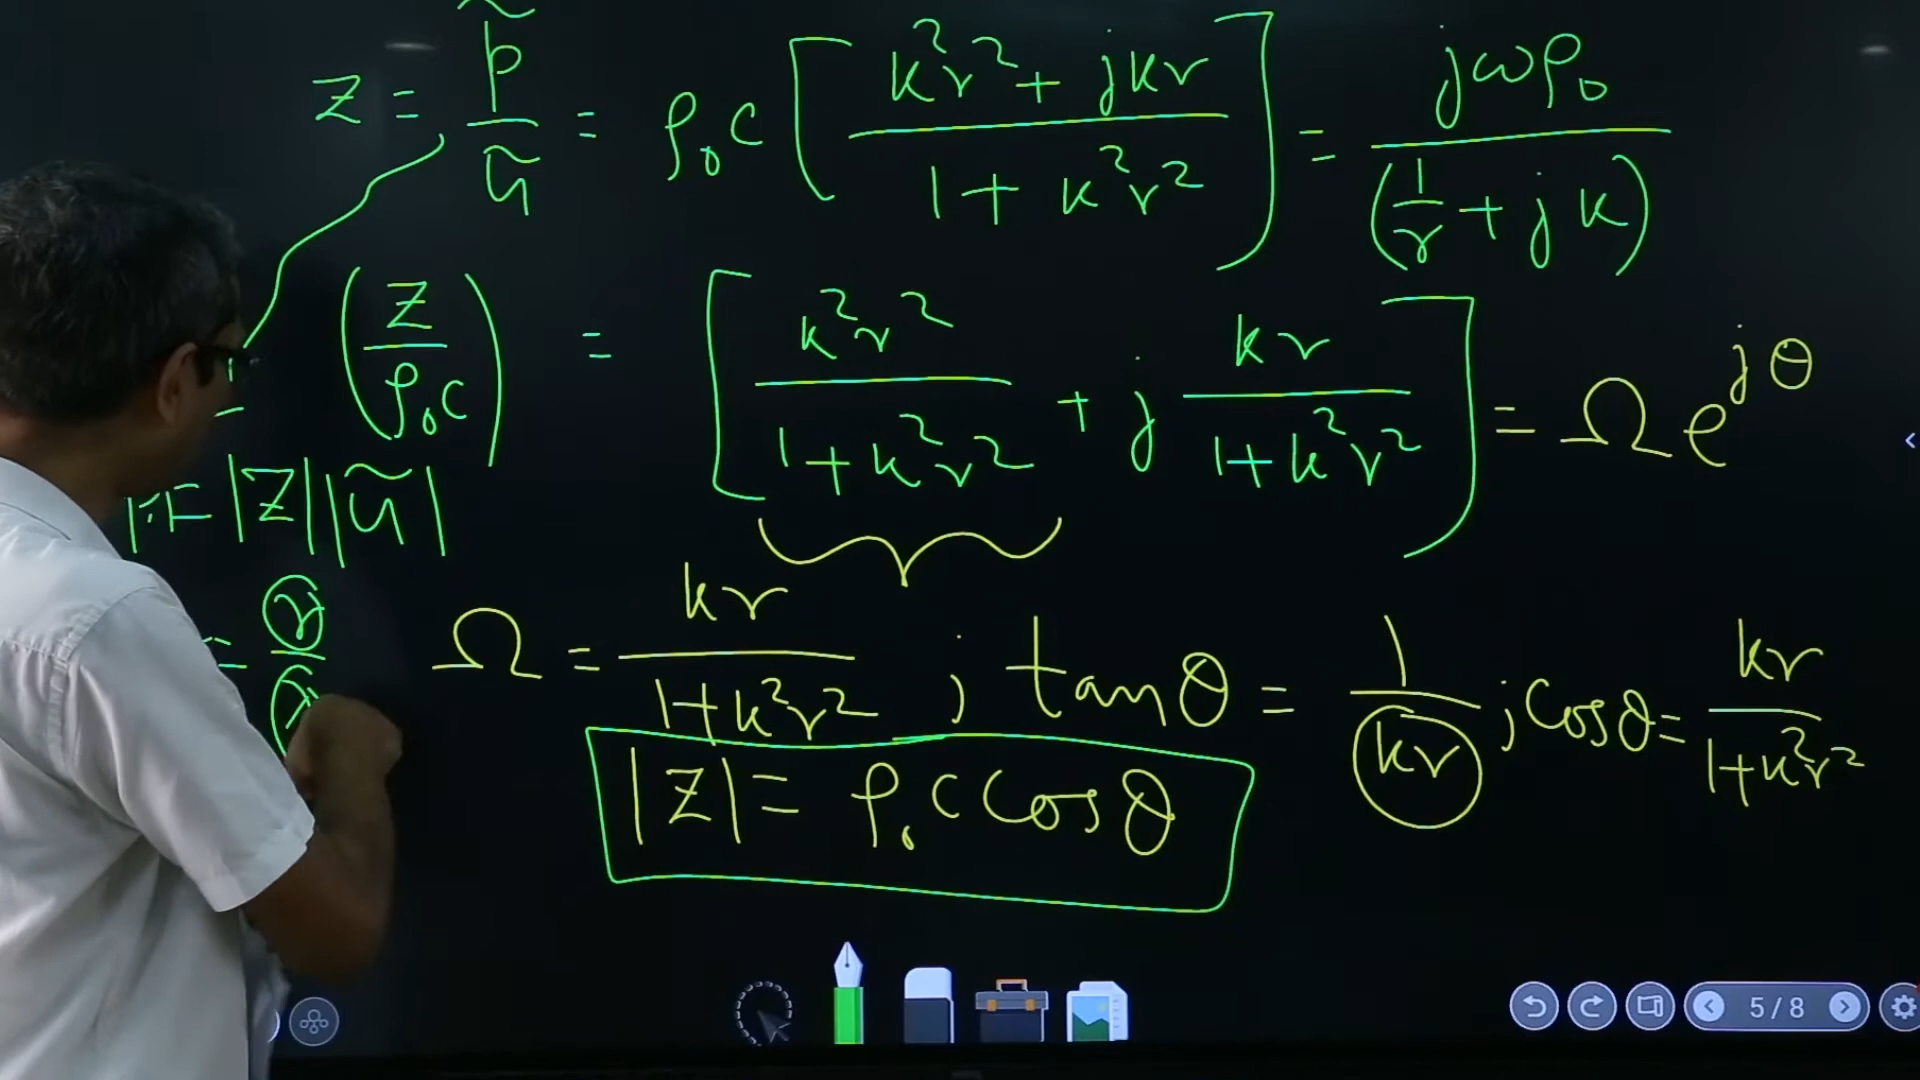 Z = p̃ / ũ = ρ₀c [ (k²r² + jkr) / (1 + k²r²) ] = jωρ₀ / (1/r + jk)
(Z / ρ₀c) = [ k²r² / (1 + k²r²) + j kr / (1 + k²r²) ] = Ω e^{jθ}
= |Z||ũ|
Ω = kr / (1 + k²r²) ; tanθ = 1 / kr ; Cosθ = kr / (1 + k²r²)
|Z| = ρ₀c Cosθ
5 / 8